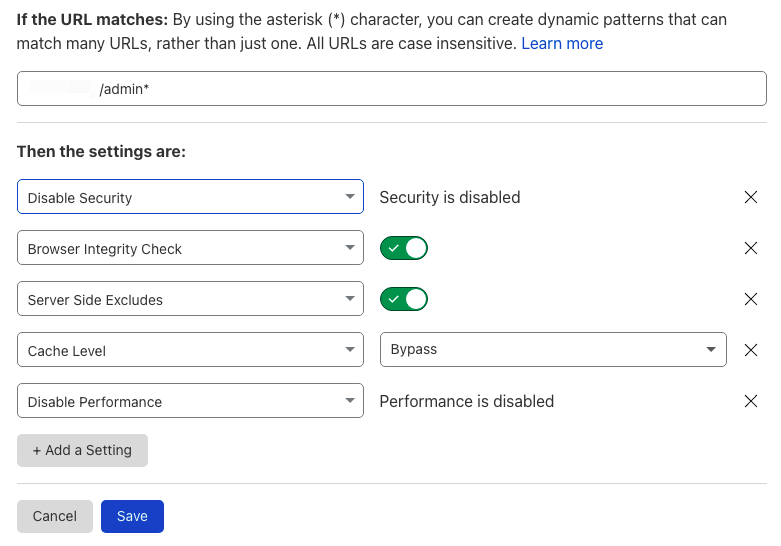 If the URL matches: By using the asterisk (*) character, you can create dynamic patterns that can
match many URLs, rather than just one. All URLs are case insensitive. Learn more
/admin*
Then the settings are:
Disable Security
Security is disabled
Browser Integrity Check
Server Side Excludes
Cache Level
Bypass
Disable Performance
Performance is disabled
+ Add a Setting
Cancel
Save